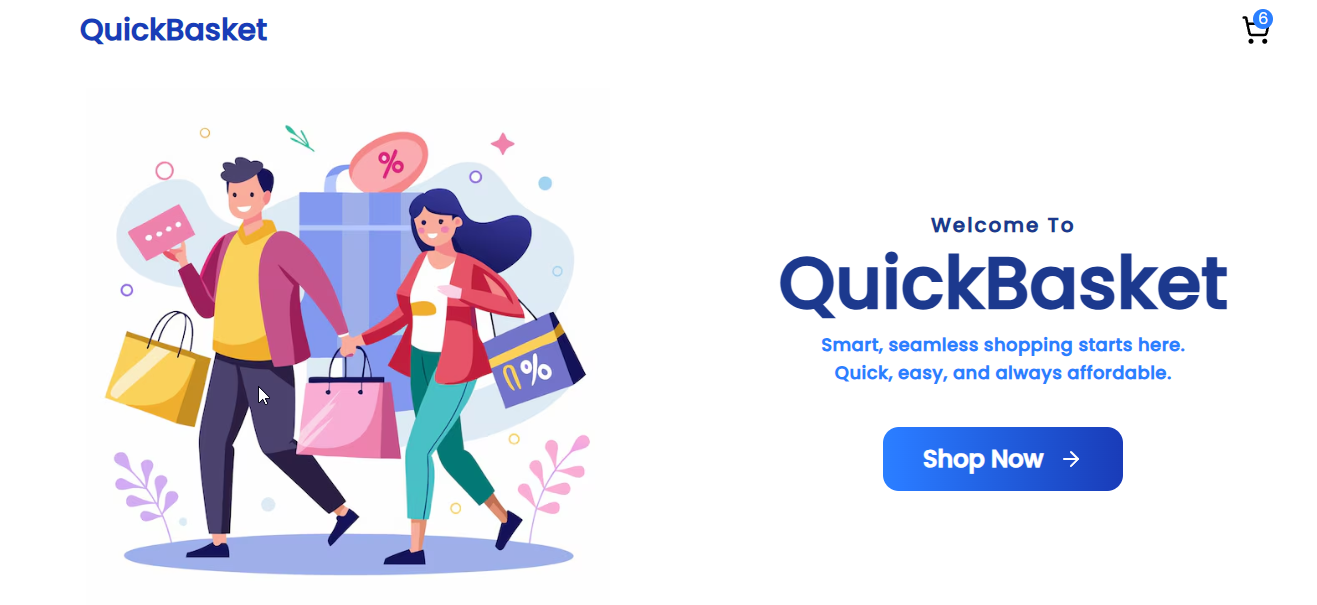 QuickBasket
6
%
Welcome To
QuickBasket
Smart, seamless shopping starts here.
Quick, easy, and always affordable.
%
Shop Now →